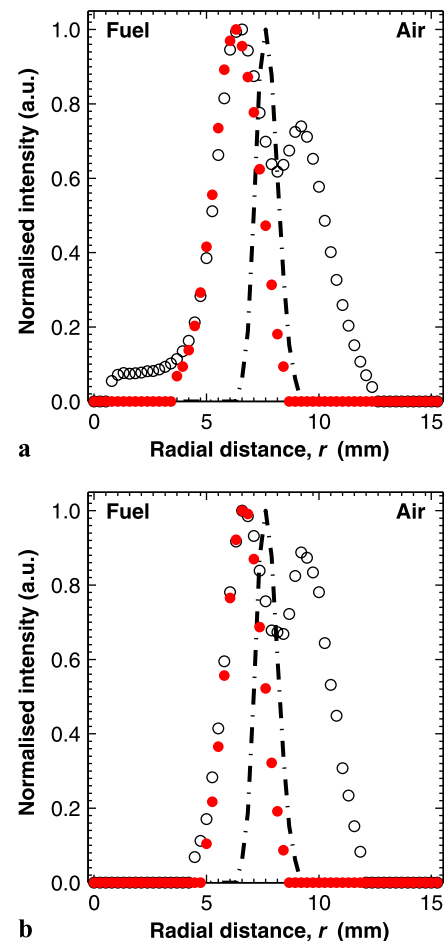 Fuel Air
1.0
0.8
0.6
0.4
0.2
0.0
Normalised intensity (a.u.)
0 5 10 15
a Radial distance, r (mm)
Fuel Air
1.0
0.8
0.6
0.4
0.2
0.0
Normalised intensity (a.u.)
0 5 10 15
b Radial distance, r (mm)